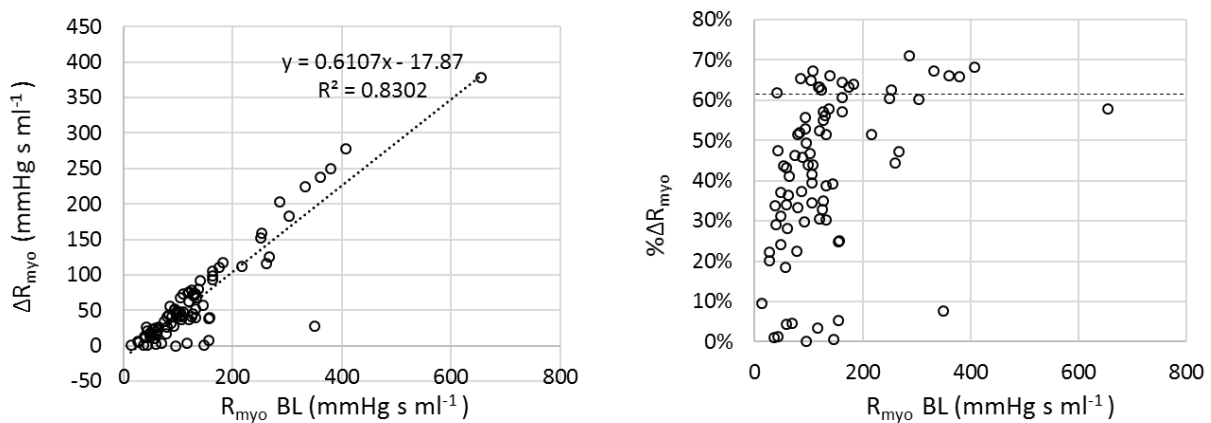 450
400
350
300
250
200
150
100
50
0
-50
0 200 400 600 800
ΔRmyo (mmHg s ml-1)
Rmyo BL (mmHg s ml-1)
y = 0.6107x - 17.87
R² = 0.8302
80%
70%
60%
50%
40%
30%
20%
10%
0%
0 200 400 600 800
%ΔRmyo
Rmyo BL (mmHg s ml-1)